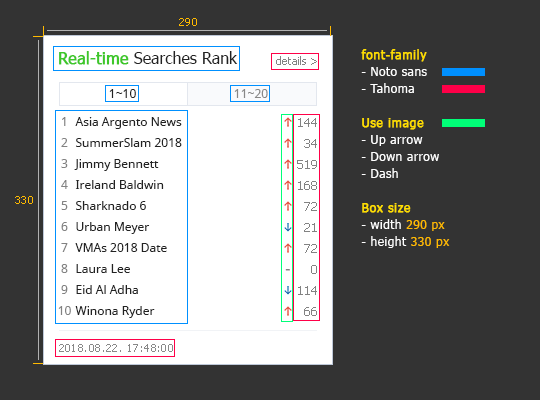 290
Real-time Searches Rank
details >
1~10
11~20
1 Asia Argento News 144
2 SummerSlam 2018 34
3 Jimmy Bennett 519
4 Ireland Baldwin 168
5 Sharknado 6 72
6 Urban Meyer 21
7 VMAs 2018 Date 72
8 Laura Lee - 0
9 Eid Al Adha 114
10 Winona Ryder 66
2018.08.22. 17:48:00
330
font-family
- Noto sans
- Tahoma
Use image
- Up arrow
- Down arrow
- Dash
Box size
- width 290 px
- height 330 px